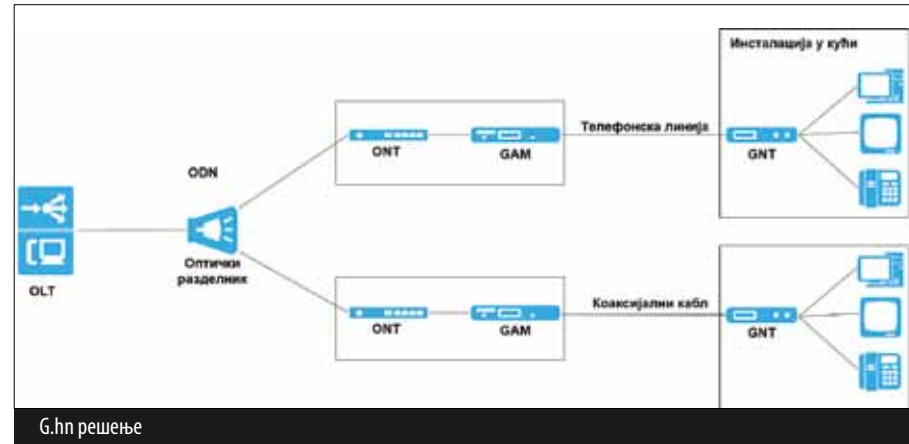 Инсталација у кући
Телефонска линија
ONT
GAM
GNT
ODN
Оптички
разделник
OLT
Коаксијални кабл
ONT
GAM
GNT
G.hn решење